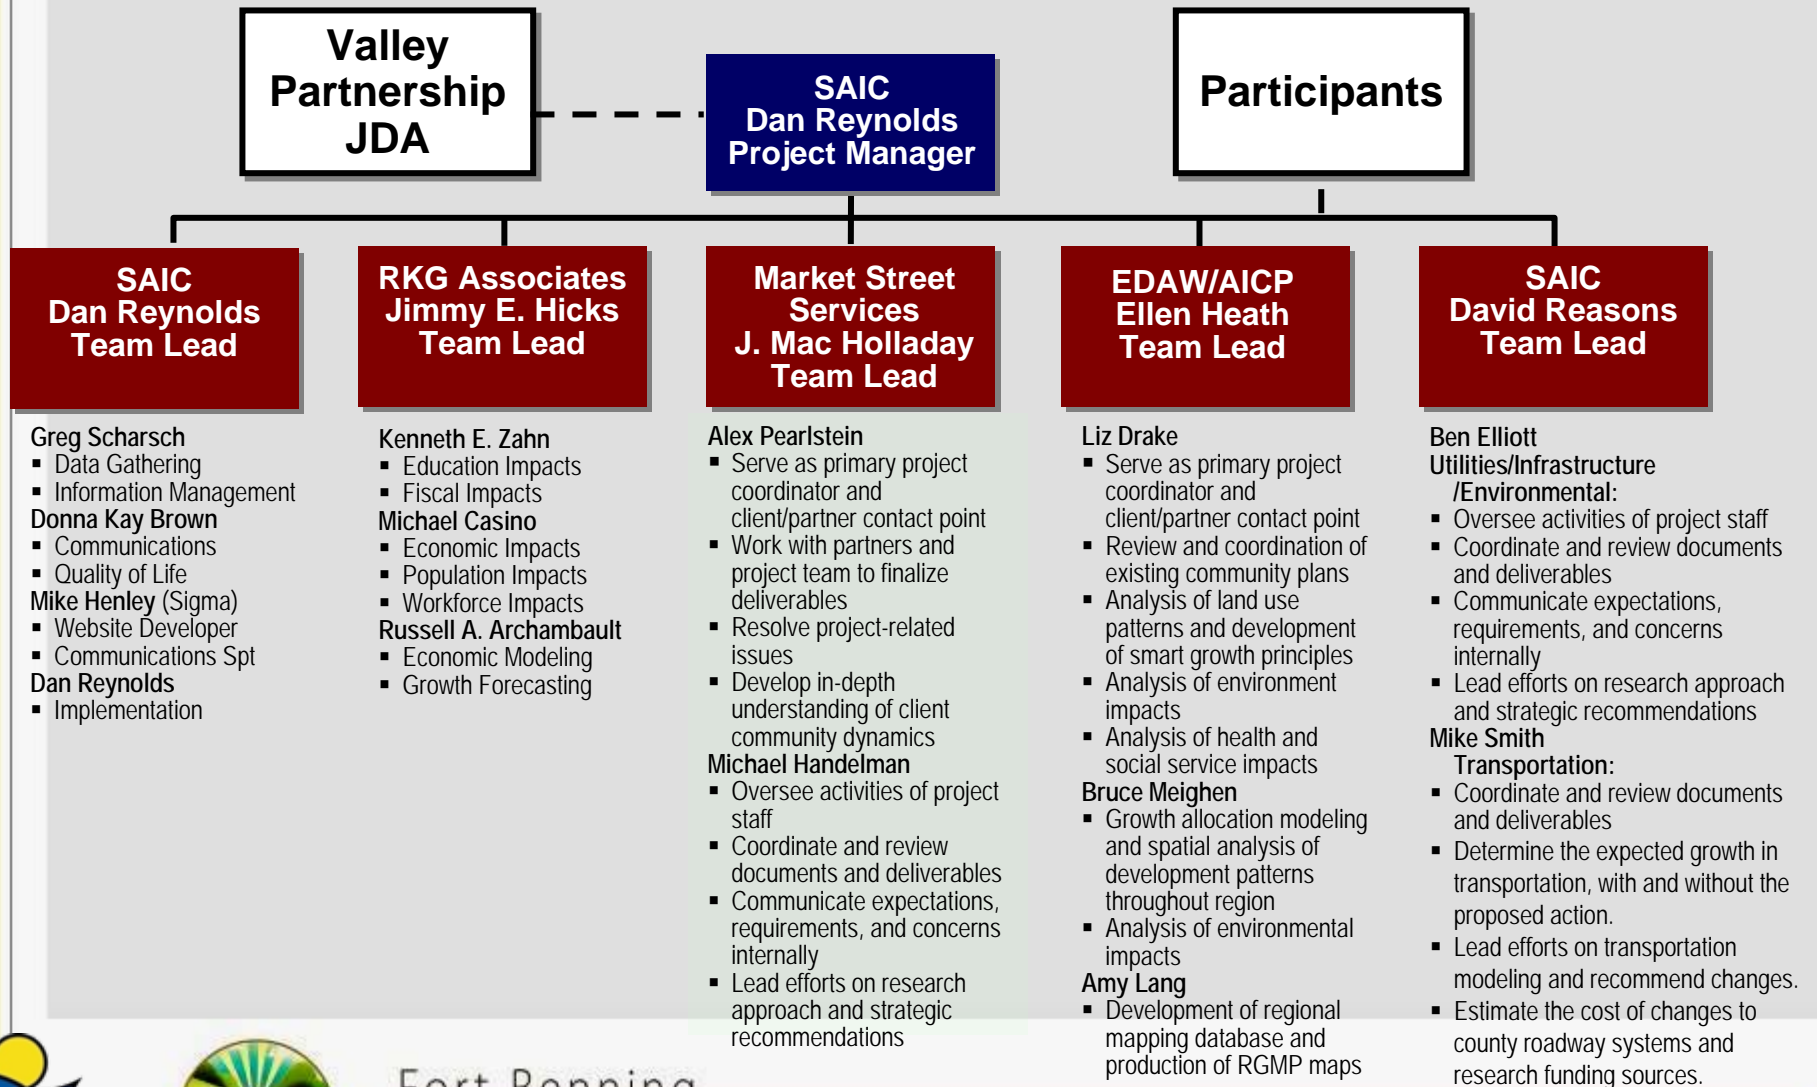 Valley
Partnership
JDA
SAIC
Dan Reynolds
Project Manager
Participants
SAIC
Dan Reynolds
Team Lead
RKG Associates
Jimmy E. Hicks
Team Lead
Market Street
Services
J. Mac Holladay
Team Lead
EDAW/AICP
Ellen Heath
Team Lead
SAIC
David Reasons
Team Lead
Greg Scharsch
▪ Data Gathering
▪ Information Management
Donna Kay Brown
▪ Communications
▪ Quality of Life
Mike Henley (Sigma)
▪ Website Developer
▪ Communications Spt
Dan Reynolds
▪ Implementation
Kenneth E. Zahn
▪ Education Impacts
▪ Fiscal Impacts
Michael Casino
▪ Economic Impacts
▪ Population Impacts
▪ Workforce Impacts
Russell A. Archambault
▪ Economic Modeling
▪ Growth Forecasting
Alex Pearlstein
▪ Serve as primary project
coordinator and
client/partner contact point
▪ Work with partners and
project team to finalize
deliverables
▪ Resolve project-related
issues
▪ Develop in-depth
understanding of client
community dynamics
Michael Handelman
▪ Oversee activities of project
staff
▪ Coordinate and review
documents and deliverables
▪ Communicate expectations,
requirements, and concerns
internally
▪ Lead efforts on research
approach and strategic
recommendations
Liz Drake
▪ Serve as primary project
coordinator and
client/partner contact point
▪ Review and coordination of
existing community plans
▪ Analysis of land use
patterns and development
of smart growth principles
▪ Analysis of environment
impacts
▪ Analysis of health and
social service impacts
Bruce Meighen
▪ Growth allocation modeling
and spatial analysis of
development patterns
throughout region
▪ Analysis of environmental
impacts
Amy Lang
▪ Development of regional
mapping database and
production of RGMP maps
Ben Elliott
Utilities/Infrastructure
/Environmental:
▪ Oversee activities of project staff
▪ Coordinate and review documents
and deliverables
▪ Communicate expectations,
requirements, and concerns
internally
▪ Lead efforts on research approach
and strategic recommendations
Mike Smith
Transportation:
▪ Coordinate and review documents
and deliverables
▪ Determine the expected growth in
transportation, with and without the
proposed action.
▪ Lead efforts on transportation
modeling and recommend changes.
▪ Estimate the cost of changes to
county roadway systems and
research funding sources.
Fort Benning